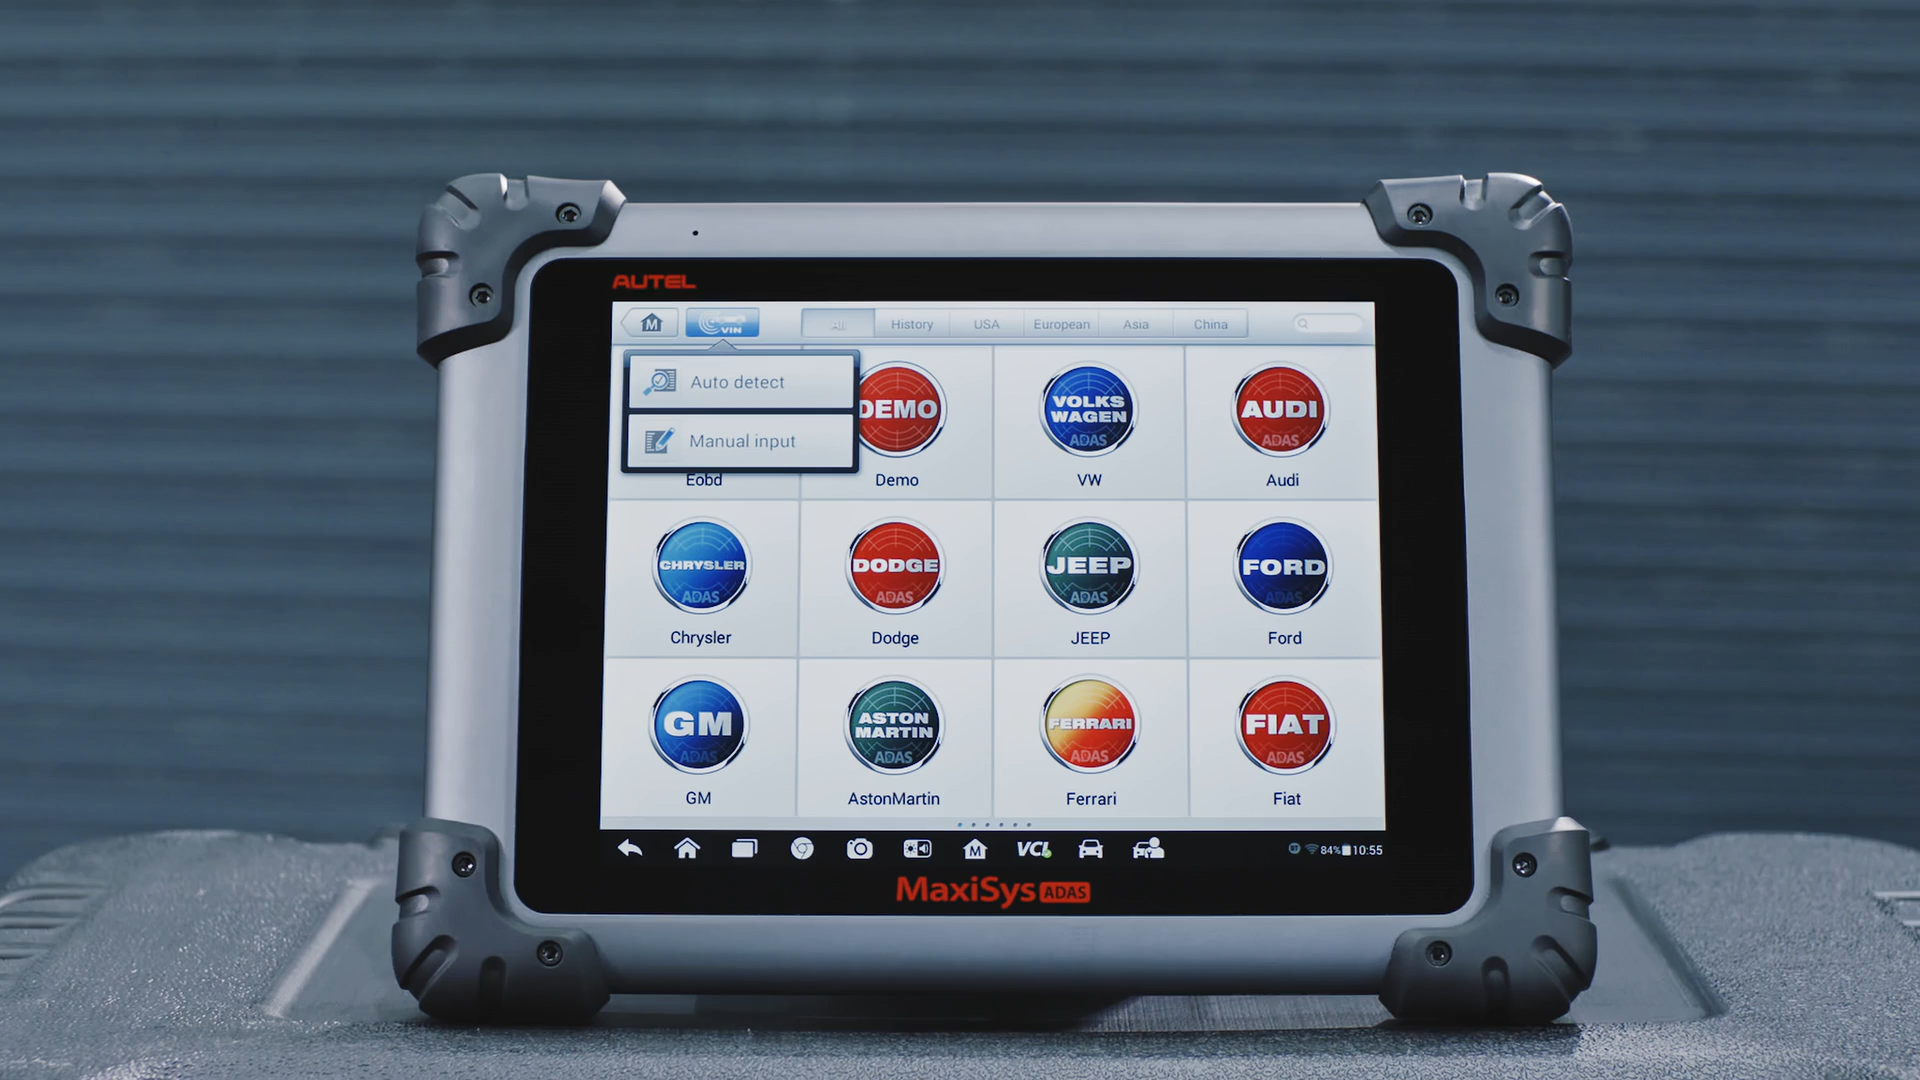 AUTEL
M VIN All History USA European Asia China
Auto detect
Manual input
DEMO
VOLKS
WAGEN
ADAS
AUDI
ADAS
Eobd Demo VW Audi
CHRYSLER
ADAS
DODGE
ADAS
JEEP
ADAS
FORD
ADAS
Chrysler Dodge JEEP Ford
GM
ADAS
ASTON
MARTIN
ADAS
FERRARI
ADAS
FIAT
ADAS
GM AstonMartin Ferrari Fiat
M VCI 84% 10:55
MaxiSys ADAS